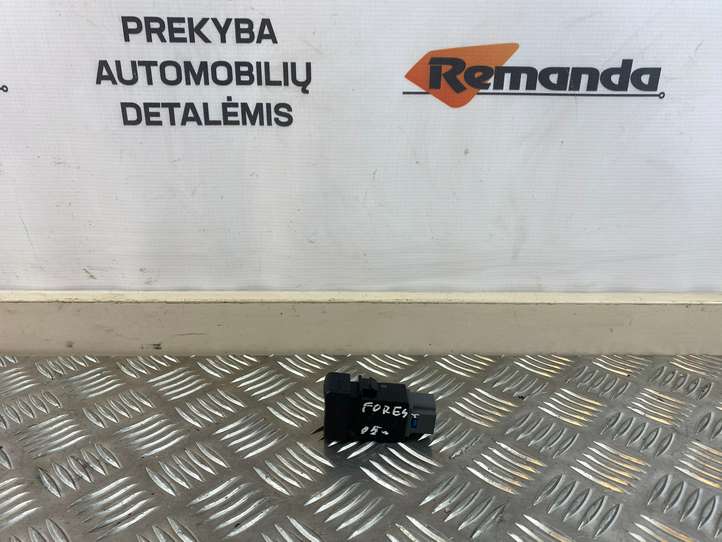 PREKYBA
AUTOMOBILIŲ
DETALĖMIS
Remanda
FOREST
05-